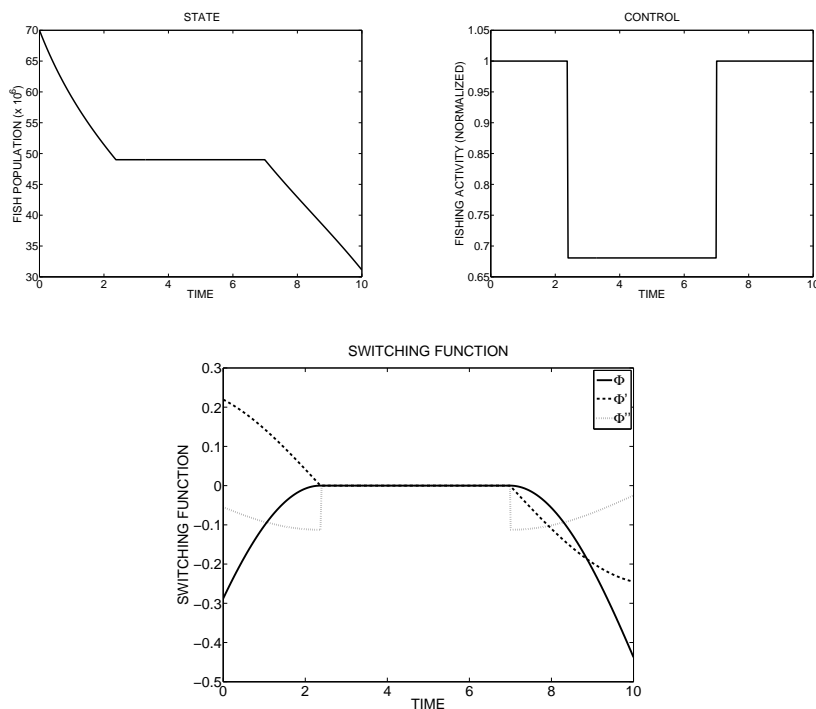 STATE
FISH POPULATION (x 10^6)
70
65
60
55
50
45
40
35
30
0 2 4 6 8 10
TIME
CONTROL
FISHING ACTIVITY (NORMALIZED)
1.05
1
0.95
0.9
0.85
0.8
0.75
0.7
0.65
0 2 4 6 8 10
TIME
SWITCHING FUNCTION
SWITCHING FUNCTION
0.3
0.2
0.1
0
−0.1
−0.2
−0.3
−0.4
−0.5
0 2 4 6 8 10
TIME
Φ
Φ'
Φ''